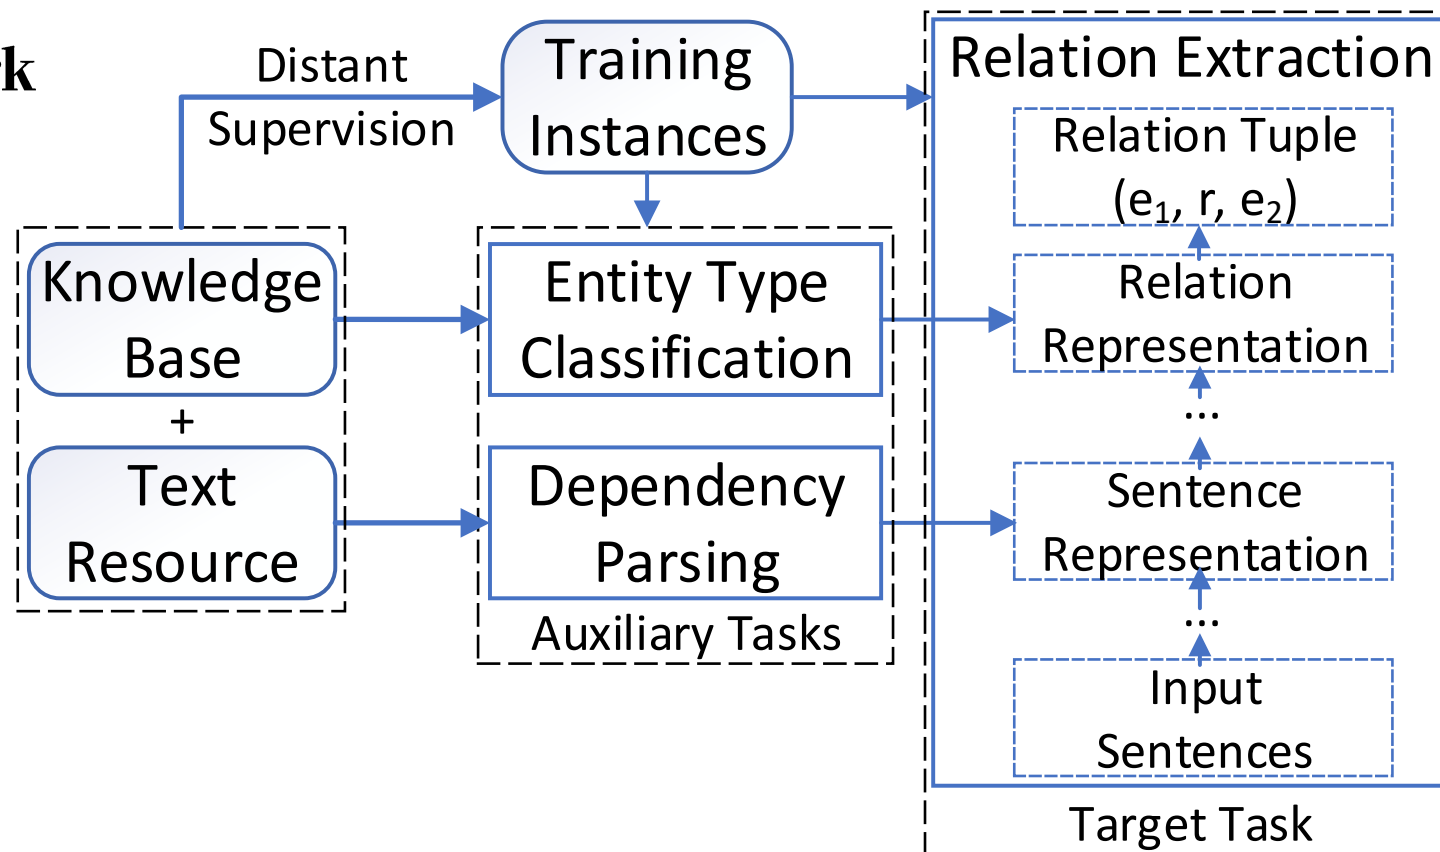 Distant
Supervision
Training
Instances
Knowledge
Base
+
Text
Resource
Entity Type
Classification
Dependency
Parsing
Auxiliary Tasks
Relation Extraction
Relation Tuple
(e₁, r, e₂)
Relation
Representation
...
Sentence
Representation
...
Input
Sentences
Target Task